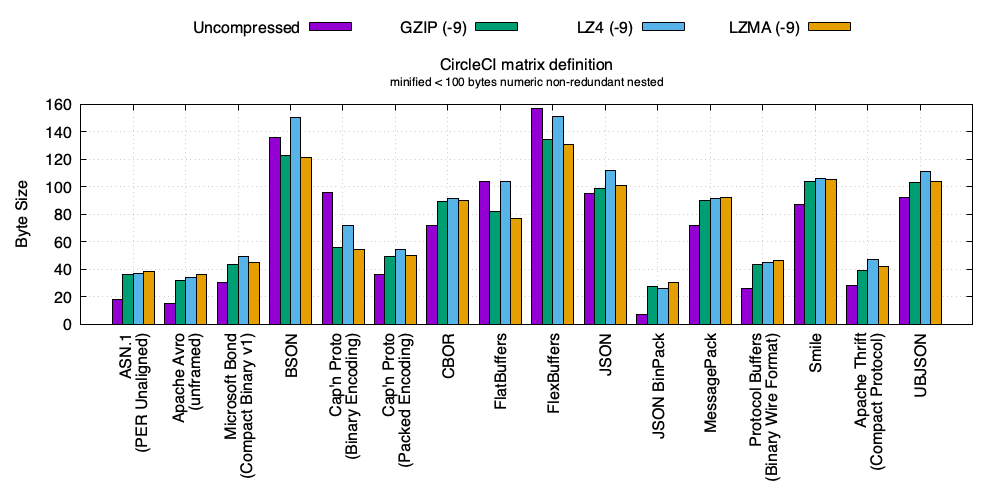 Uncompressed GZIP (-9) LZ4 (-9) LZMA (-9)
CircleCI matrix definition
minified < 100 bytes numeric non-redundant nested
Byte Size
160
140
120
100
80
60
40
20
0
ASN.1
(PER Unaligned)
Apache Avro
(unframed)
Microsoft Bond
(Compact Binary v1)
BSON
Cap'n Proto
(Binary Encoding)
Cap'n Proto
(Packed Encoding)
CBOR
FlatBuffers
FlexBuffers
JSON
JSON BinPack
MessagePack
Protocol Buffers
(Binary Wire Format)
Smile
Apache Thrift
(Compact Protocol)
UBJSON